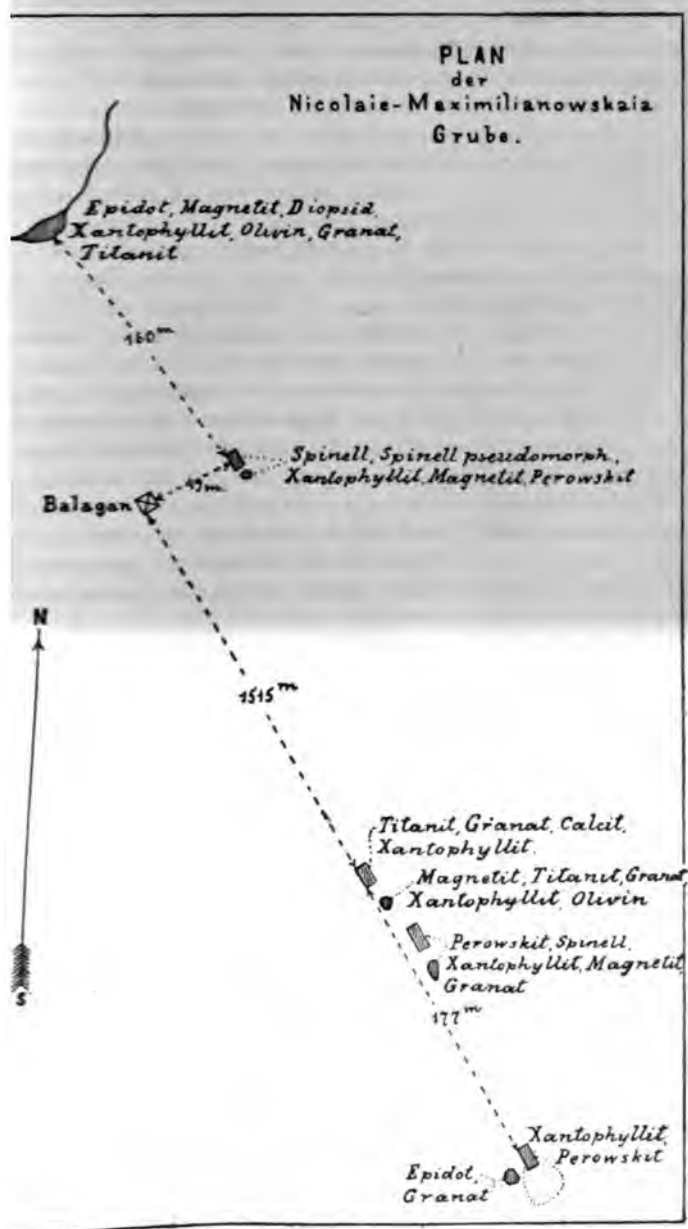 PLAN
der
Nicolaie-Maximilianowskaia
Grube.
Epidot, Magnetit, Diopsid,
Xantophyllit, Olivin, Granat,
Titanit.
160m
Spinell, Spinell pseudomorph.,
Xantophyllit, Magnetit, Perowskit
49m
Balagan
N
1515m
Titanit, Granat, Calcit,
Xantophyllit.
Magnetit, Titanit, Granat,
Xantophyllit, Olivin
Perowskit, Spinell,
Xantophyllit, Magnetit,
Granat
S
177m
Xantophyllit,
Perowskit
Epidot,
Granat